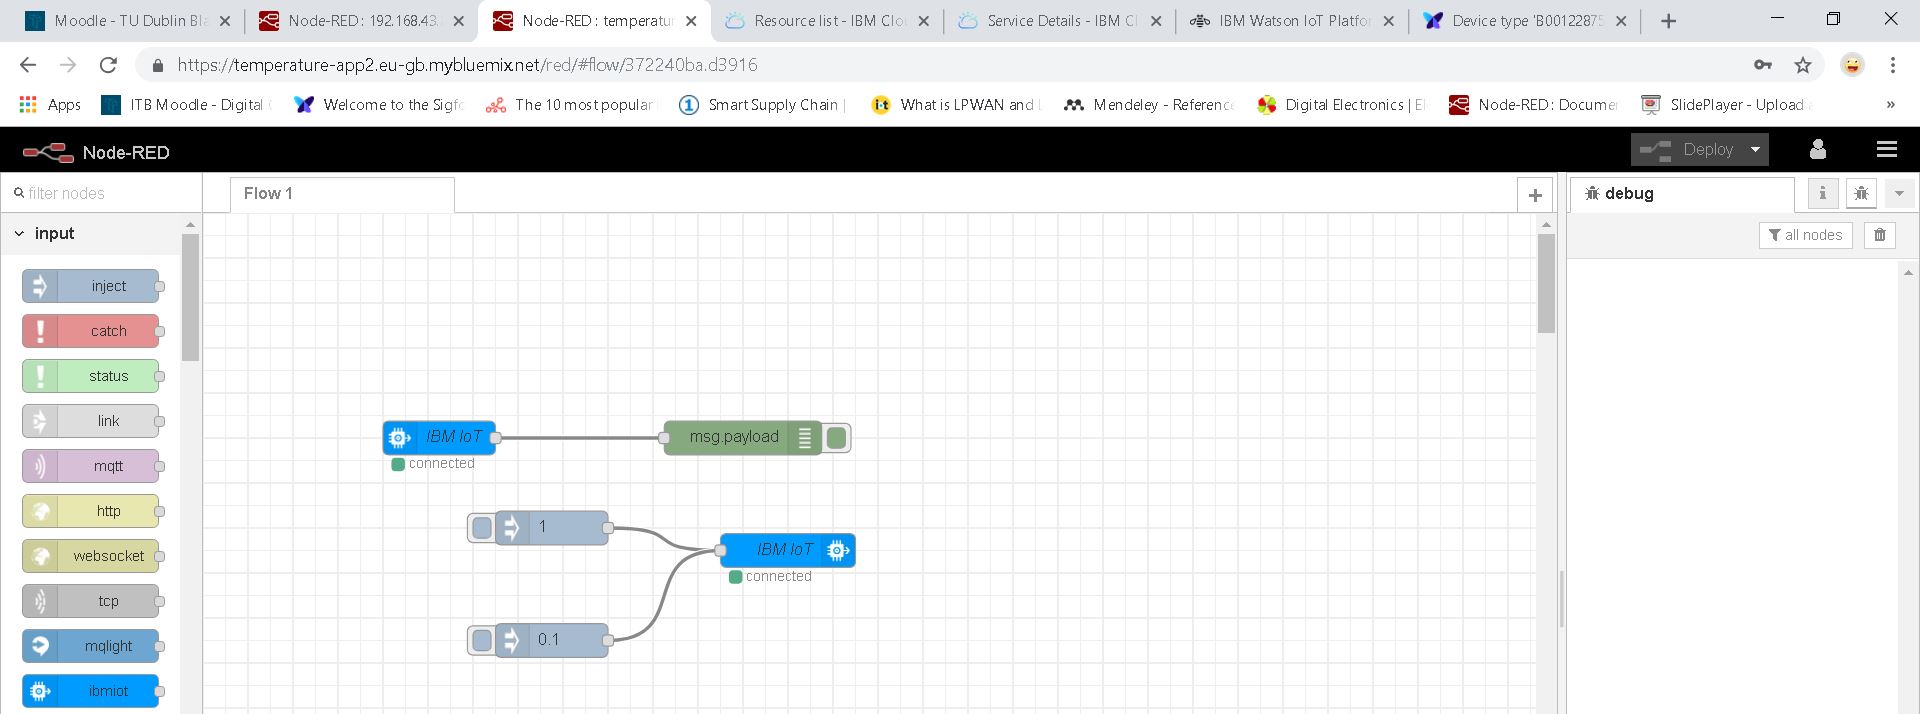 Moodle - TU Dublin Bla
Node-RED : 192.168.43.
Node-RED : temperatur
Resource list - IBM Clou
Service Details - IBM Cl
IBM Watson IoT Platfor
Device type 'B00122875
https://temperature-app2.eu-gb.mybluemix.net/red/#flow/372240ba.d3916
Apps
ITB Moodle - Digital
Welcome to the Sigfo
The 10 most popular
Smart Supply Chain |
What is LPWAN and
Mendeley - Reference
Digital Electronics | El
Node-RED : Documen
SlidePlayer - Upload
»
Node-RED
Deploy
filter nodes
Flow 1
+
debug
i
input
all nodes
inject
catch
status
link
mqtt
http
websocket
tcp
mqlight
ibmiot
IBM IoT
connected
msg.payload
1
IBM IoT
connected
0.1